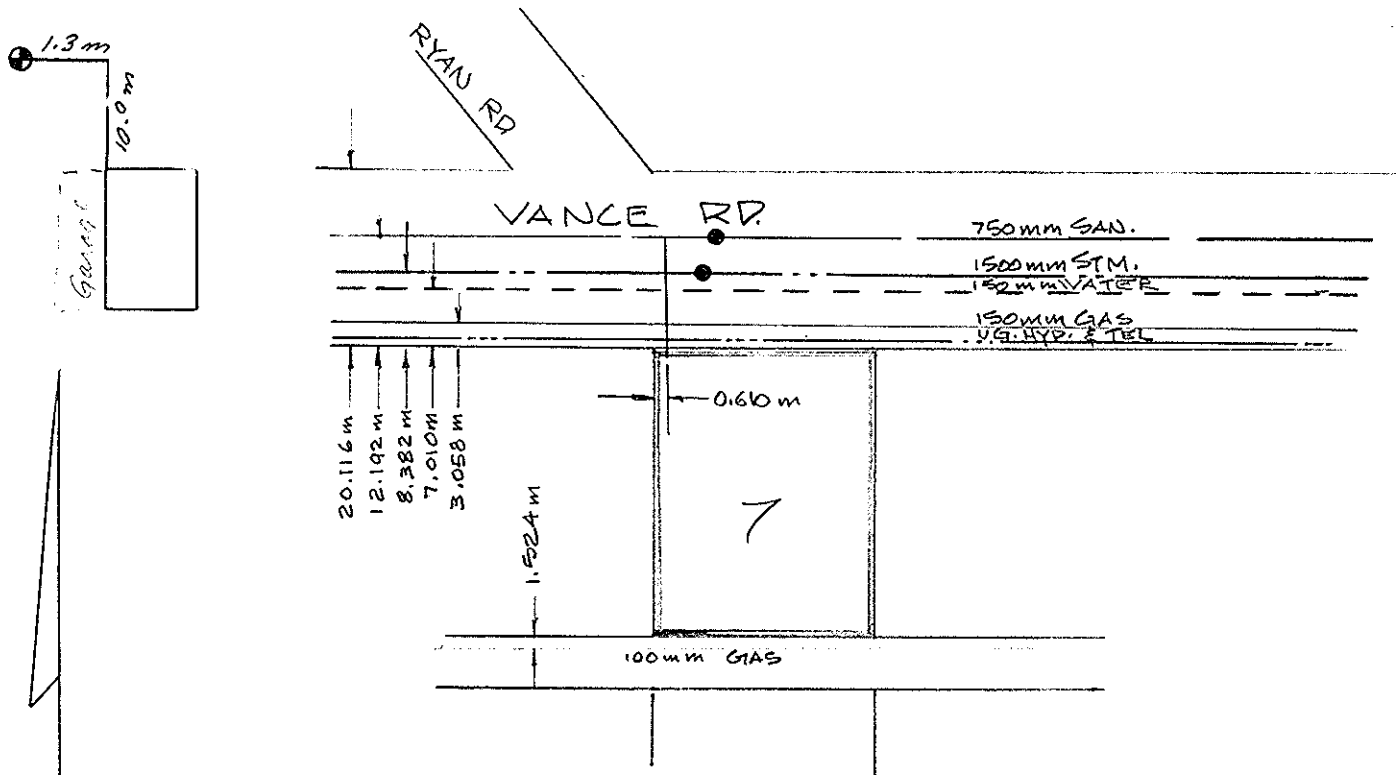 1.3 m
10.0 m
Garage
RYAN RD
VANCE RD.
750mm SAN.
1500mm STM.
150mm WATER
150mm GAS
U.G. HYD. & TEL
0.610 m
20.116 m
12.192 m
8.382 m
7.010 m
3.058 m
1.524 m
7
100mm GAS